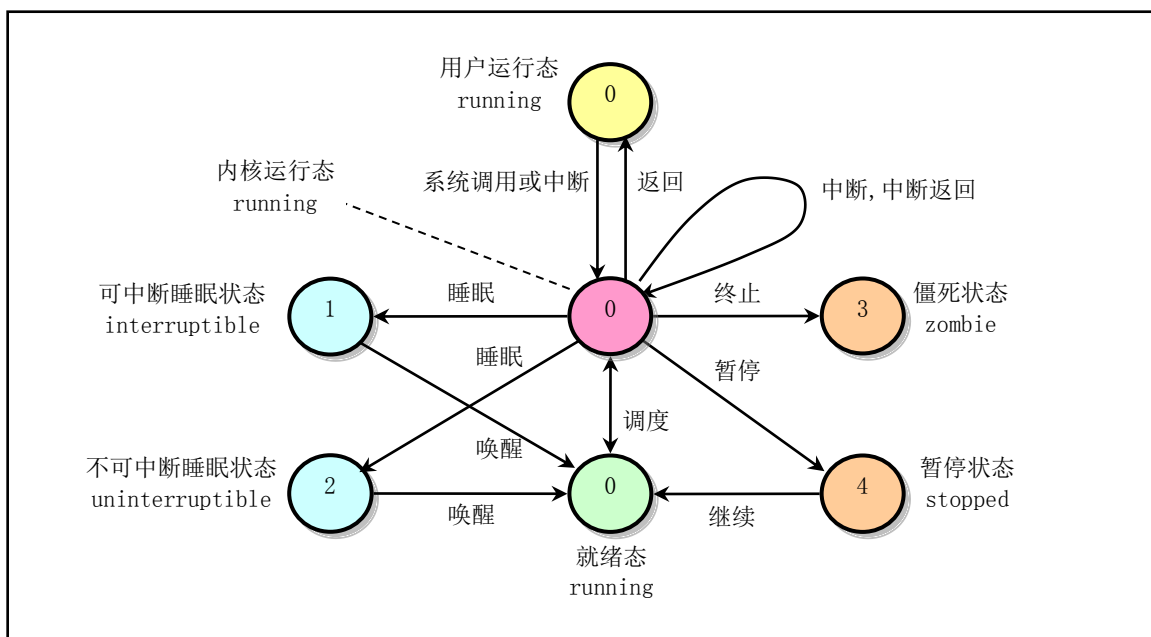 用户运行态
running
0
内核运行态
running
系统调用或中断
返回
中断,中断返回
可中断睡眠状态
interruptible
1
睡眠
0
终止
3
僵死状态
zombie
睡眠
暂停
调度
唤醒
不可中断睡眠状态
uninterruptible
2
唤醒
0
继续
4
暂停状态
stopped
就绪态
running